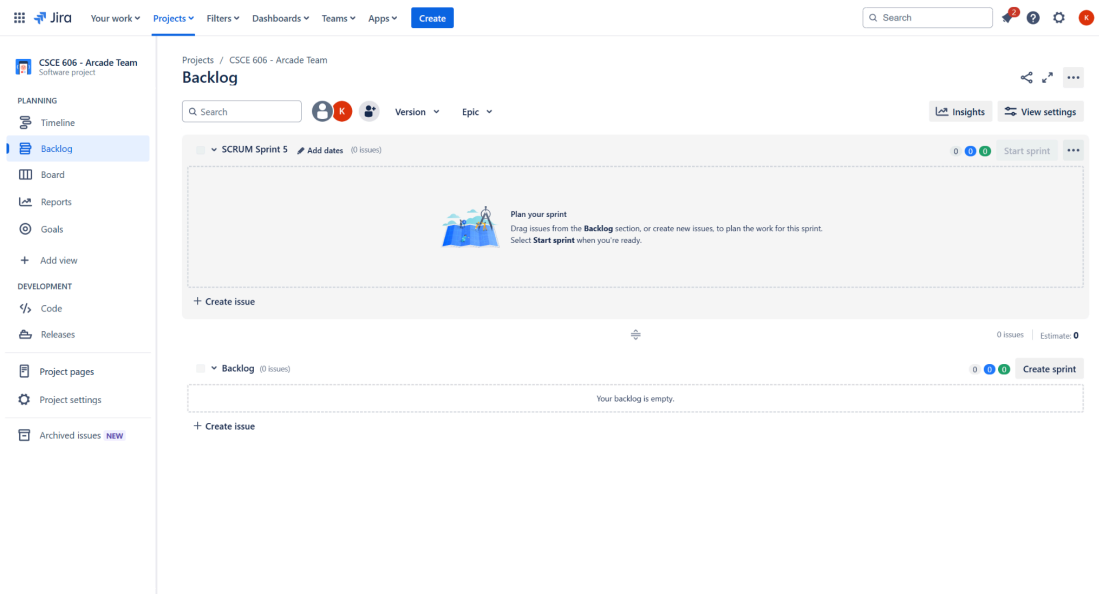 Jira Your work Projects Filters Dashboards Teams Apps Create Search 2 K
CSCE 606 - Arcade Team
Software project
PLANNING
Timeline
Backlog
Board
Reports
Goals
Add view
DEVELOPMENT
Code
Releases
Project pages
Project settings
Archived issues NEW
Projects / CSCE 606 - Arcade Team
Backlog
Search K Version Epic Insights View settings
SCRUM Sprint 5 Add dates (0 issues) 0 0 0 Start sprint
Plan your sprint
Drag issues from the Backlog section, or create new issues, to plan the work for this sprint.
Select Start sprint when you're ready.
+ Create issue
0 issues Estimate: 0
Backlog (0 issues) 0 0 0 Create sprint
Your backlog is empty.
+ Create issue